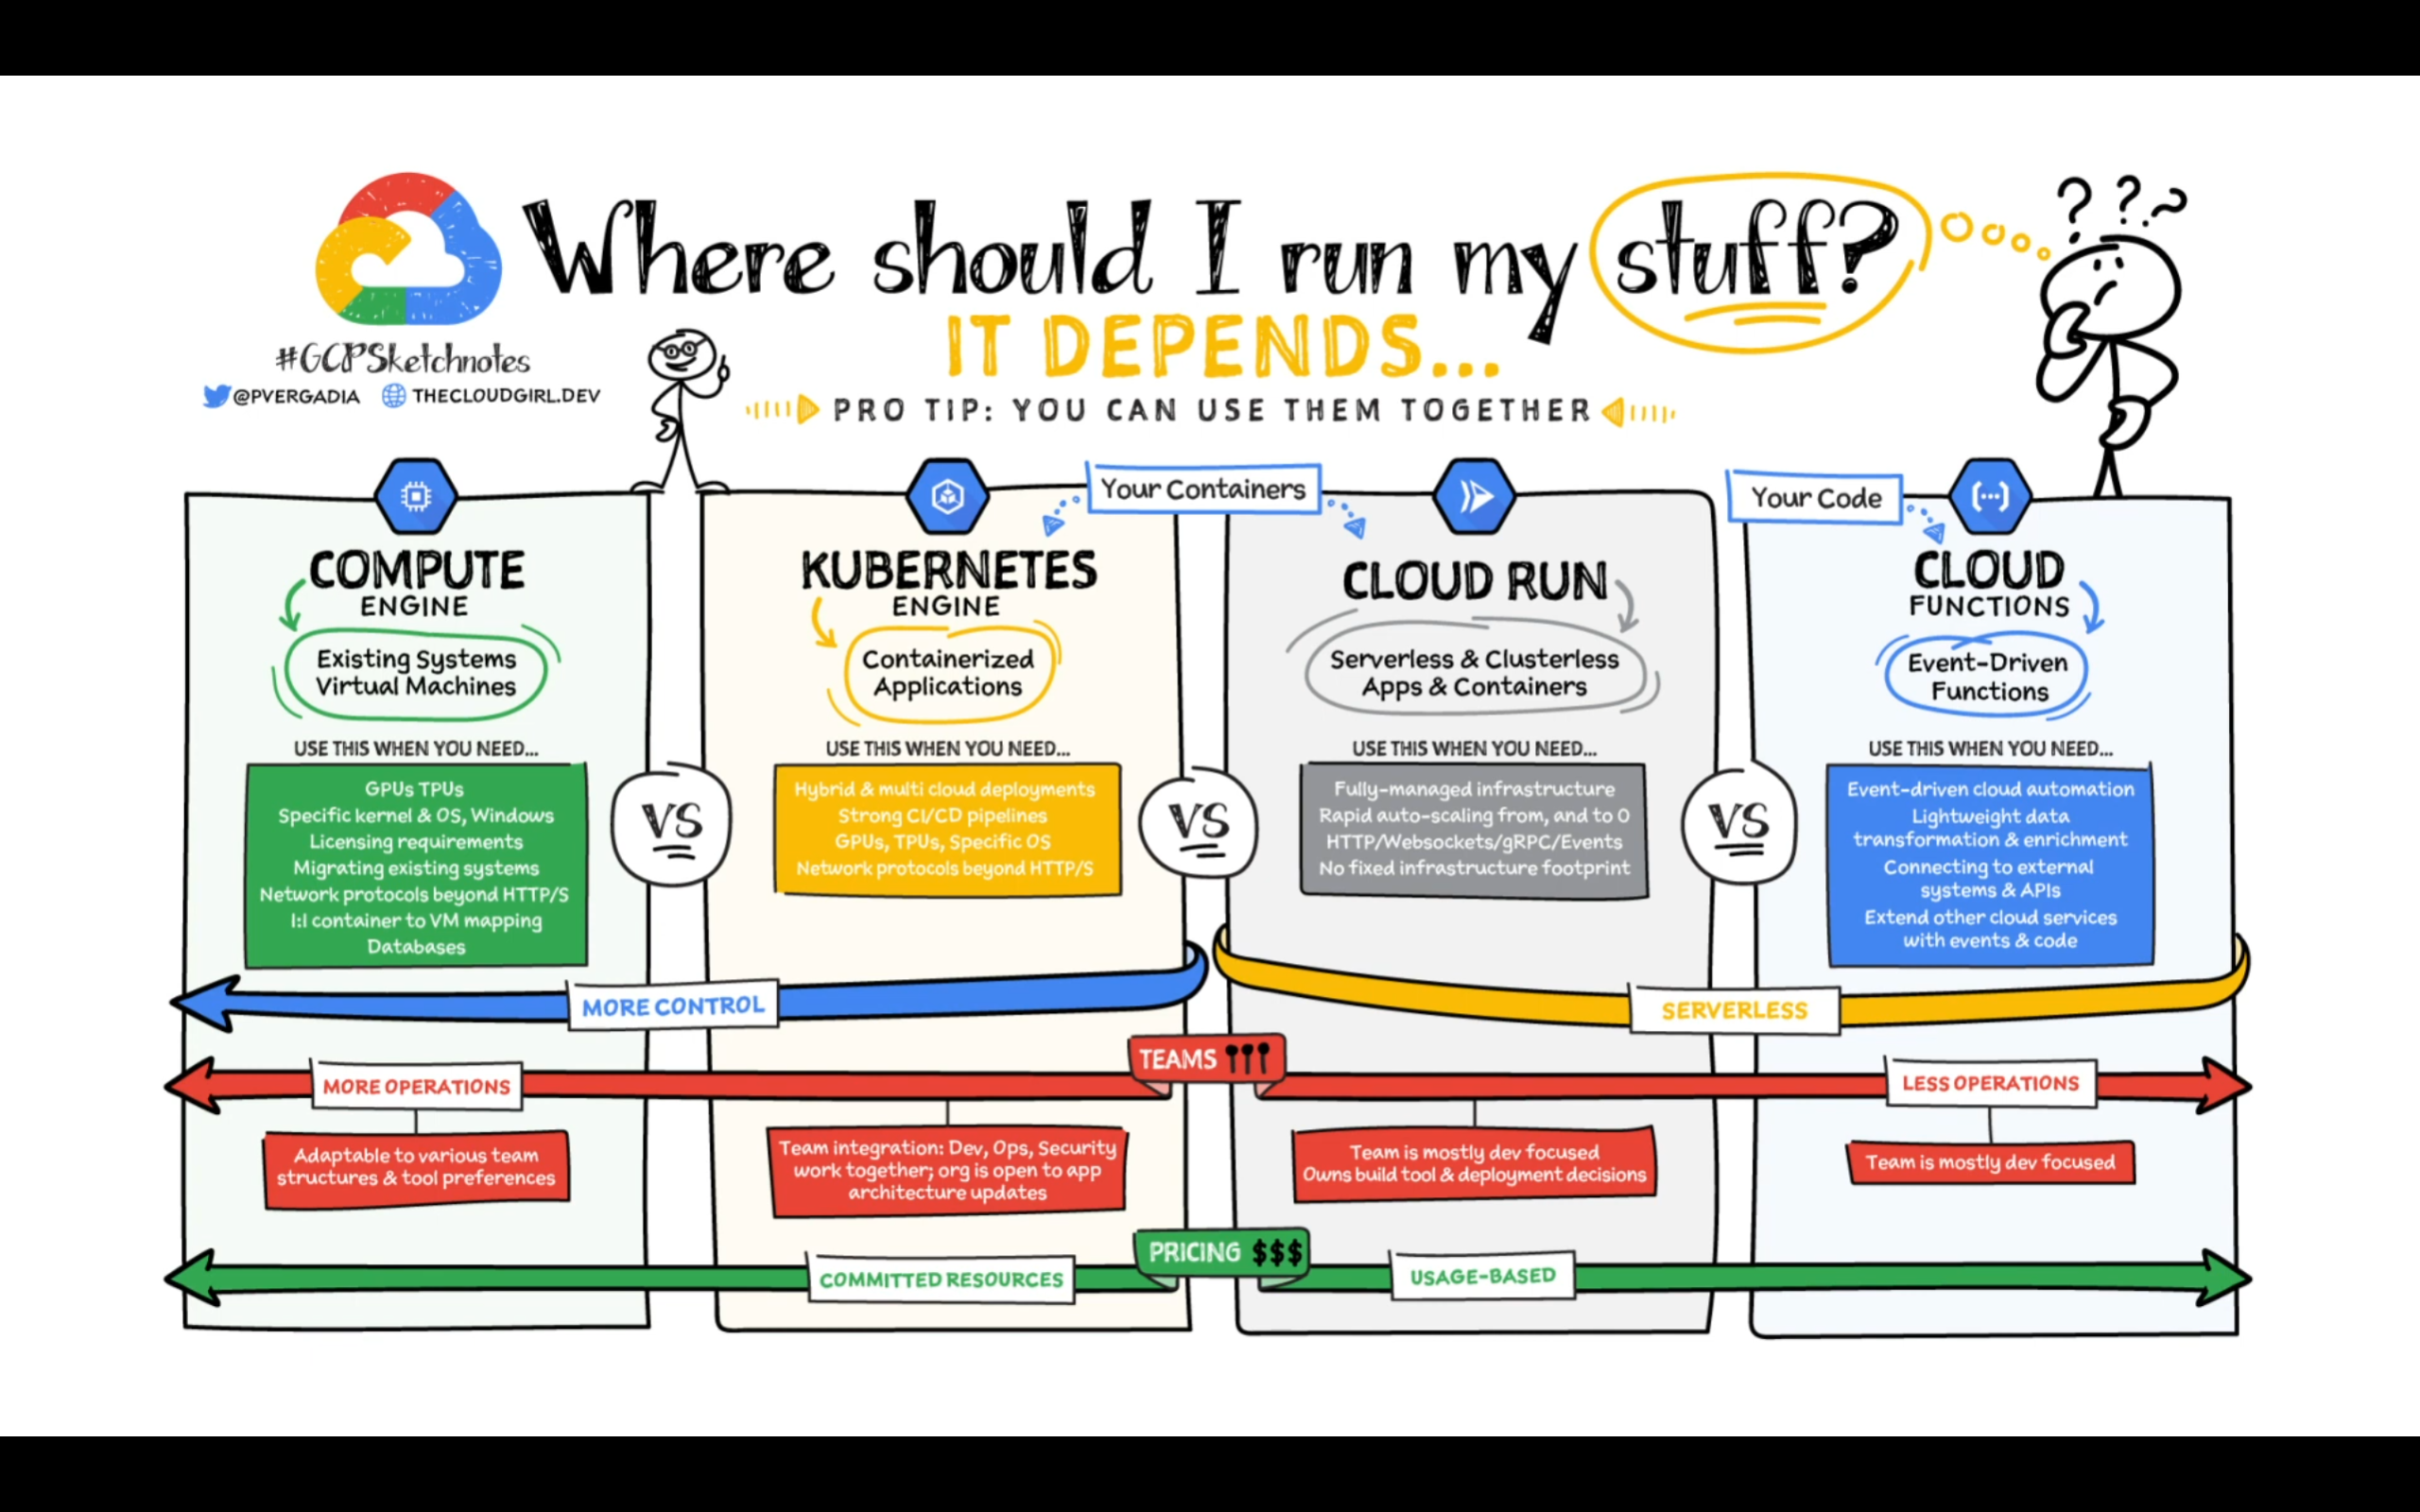 Where should I run my stuff?
IT DEPENDS...
#GCPSketchnotes
@PVERGADIA THECLOUDGIRL.DEV
PRO TIP: YOU CAN USE THEM TOGETHER
? ? ?
Your Containers
Your Code
COMPUTE
ENGINE
Existing Systems
Virtual Machines
USE THIS WHEN YOU NEED...
GPUs TPUs
Specific kernel & OS, Windows
Licensing requirements
Migrating existing systems
Network protocols beyond HTTP/S
1:1 container to VM mapping
Databases
VS
KUBERNETES
ENGINE
Containerized
Applications
USE THIS WHEN YOU NEED...
Hybrid & multi cloud deployments
Strong CI/CD pipelines
GPUs, TPUs, Specific OS
Network protocols beyond HTTP/S
VS
CLOUD RUN
Serverless & Clusterless
Apps & Containers
USE THIS WHEN YOU NEED...
Fully-managed infrastructure
Rapid auto-scaling from, and to 0
HTTP/Websockets/gRPC/Events
No fixed infrastructure footprint
VS
CLOUD
FUNCTIONS
Event-Driven
Functions
USE THIS WHEN YOU NEED...
Event-driven cloud automation
Lightweight data
transformation & enrichment
Connecting to external
systems & APIs
Extend other cloud services
with events & code
MORE CONTROL
SERVERLESS
TEAMS
MORE OPERATIONS
LESS OPERATIONS
Adaptable to various team
structures & tool preferences
Team integration: Dev, Ops, Security
work together; org is open to app
architecture updates
Team is mostly dev focused
Owns build tool & deployment decisions
Team is mostly dev focused
PRICING $$$
COMMITTED RESOURCES
USAGE-BASED